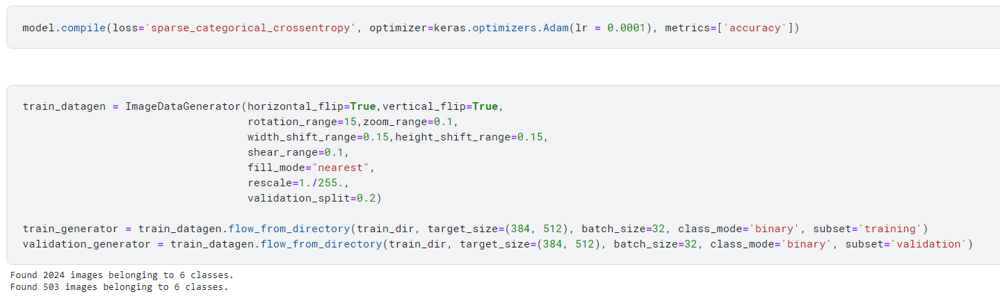 model.compile(loss='sparse_categorical_crossentropy', optimizer=keras.optimizers.Adam(lr = 0.0001), metrics=['accuracy'])
train_datagen = ImageDataGenerator(horizontal_flip=True,vertical_flip=True,
rotation_range=15,zoom_range=0.1,
width_shift_range=0.15,height_shift_range=0.15,
shear_range=0.1,
fill_mode="nearest",
rescale=1./255.,
validation_split=0.2)
train_generator = train_datagen.flow_from_directory(train_dir, target_size=(384, 512), batch_size=32, class_mode='binary', subset='training')
validation_generator = train_datagen.flow_from_directory(train_dir, target_size=(384, 512), batch_size=32, class_mode='binary', subset='validation')
Found 2024 images belonging to 6 classes.
Found 503 images belonging to 6 classes.